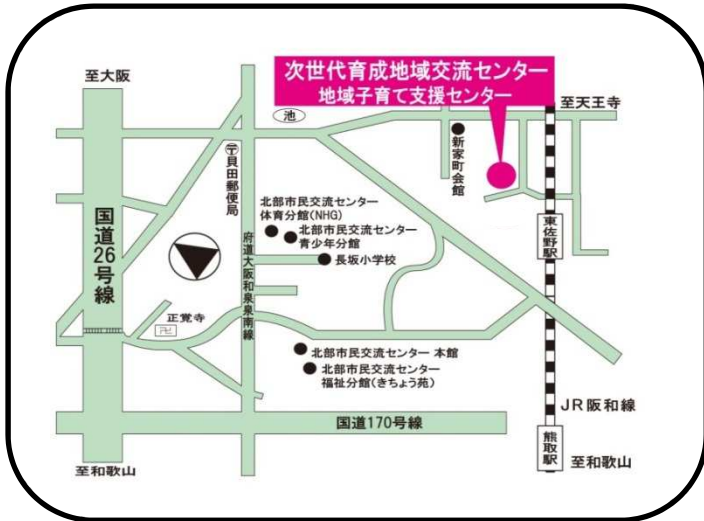 次世代育成地域交流センター
地域子育て支援センター
至大阪
至天王寺
池
新家町会館
〒貝田郵便局
北部市民交流センター
体育分館(NHG)
北部市民交流センター
青少年分館
国道26号線
府道大阪和泉泉南線
長坂小学校
東佐野駅
正覚寺
卍
北部市民交流センター 本館
北部市民交流センター
福祉分館(きちょう苑)
JR阪和線
国道170号線
熊取駅
至和歌山
至和歌山